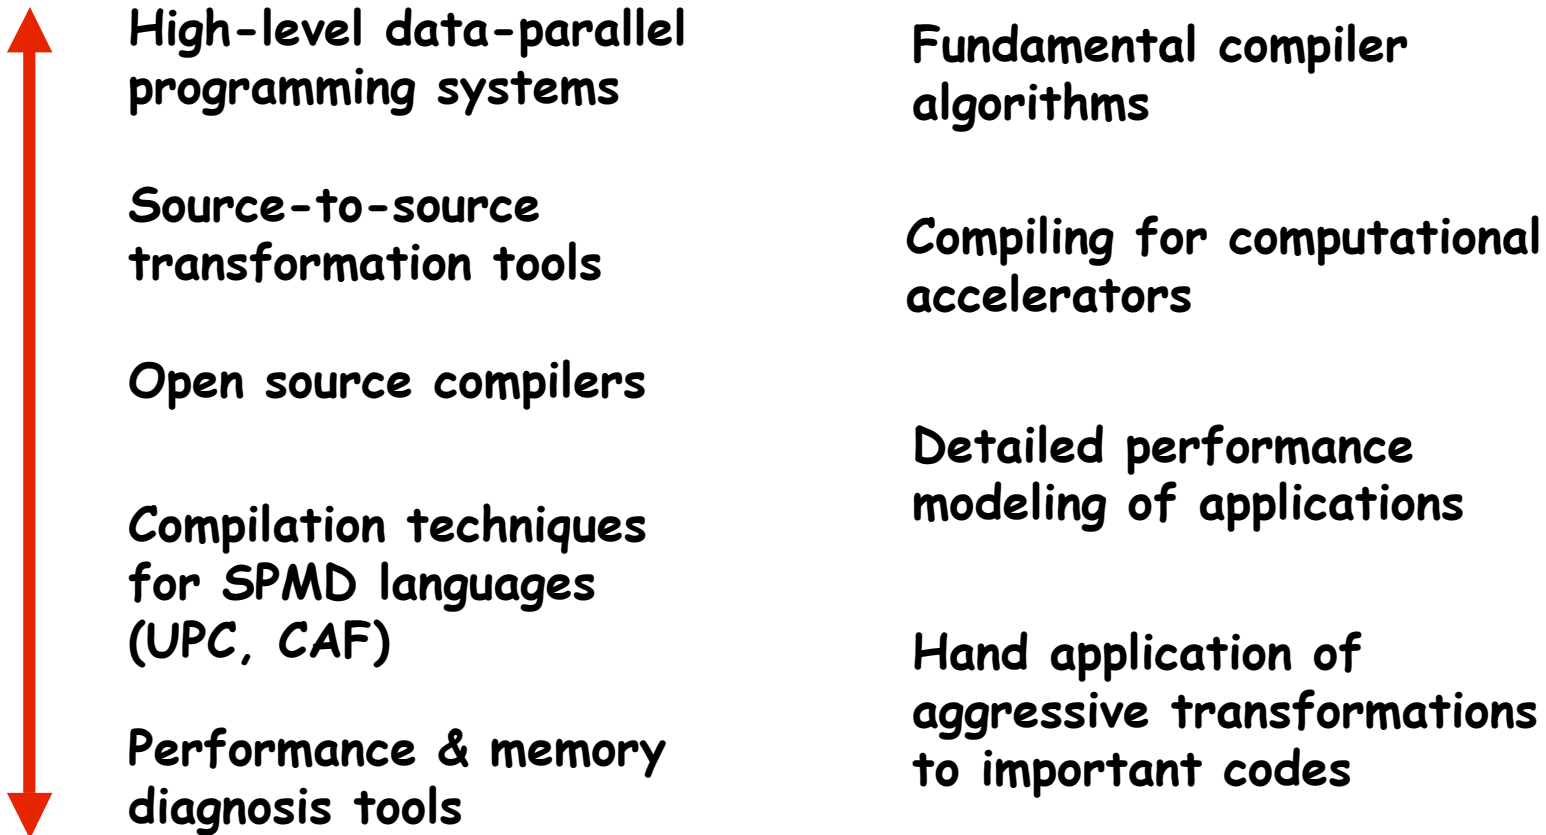 High-level data-parallel
programming systems
Source-to-source
transformation tools
Open source compilers
Compilation techniques
for SPMD languages
(UPC, CAF)
Performance & memory
diagnosis tools
Fundamental compiler
algorithms
Compiling for computational
accelerators
Detailed performance
modeling of applications
Hand application of
aggressive transformations
to important codes